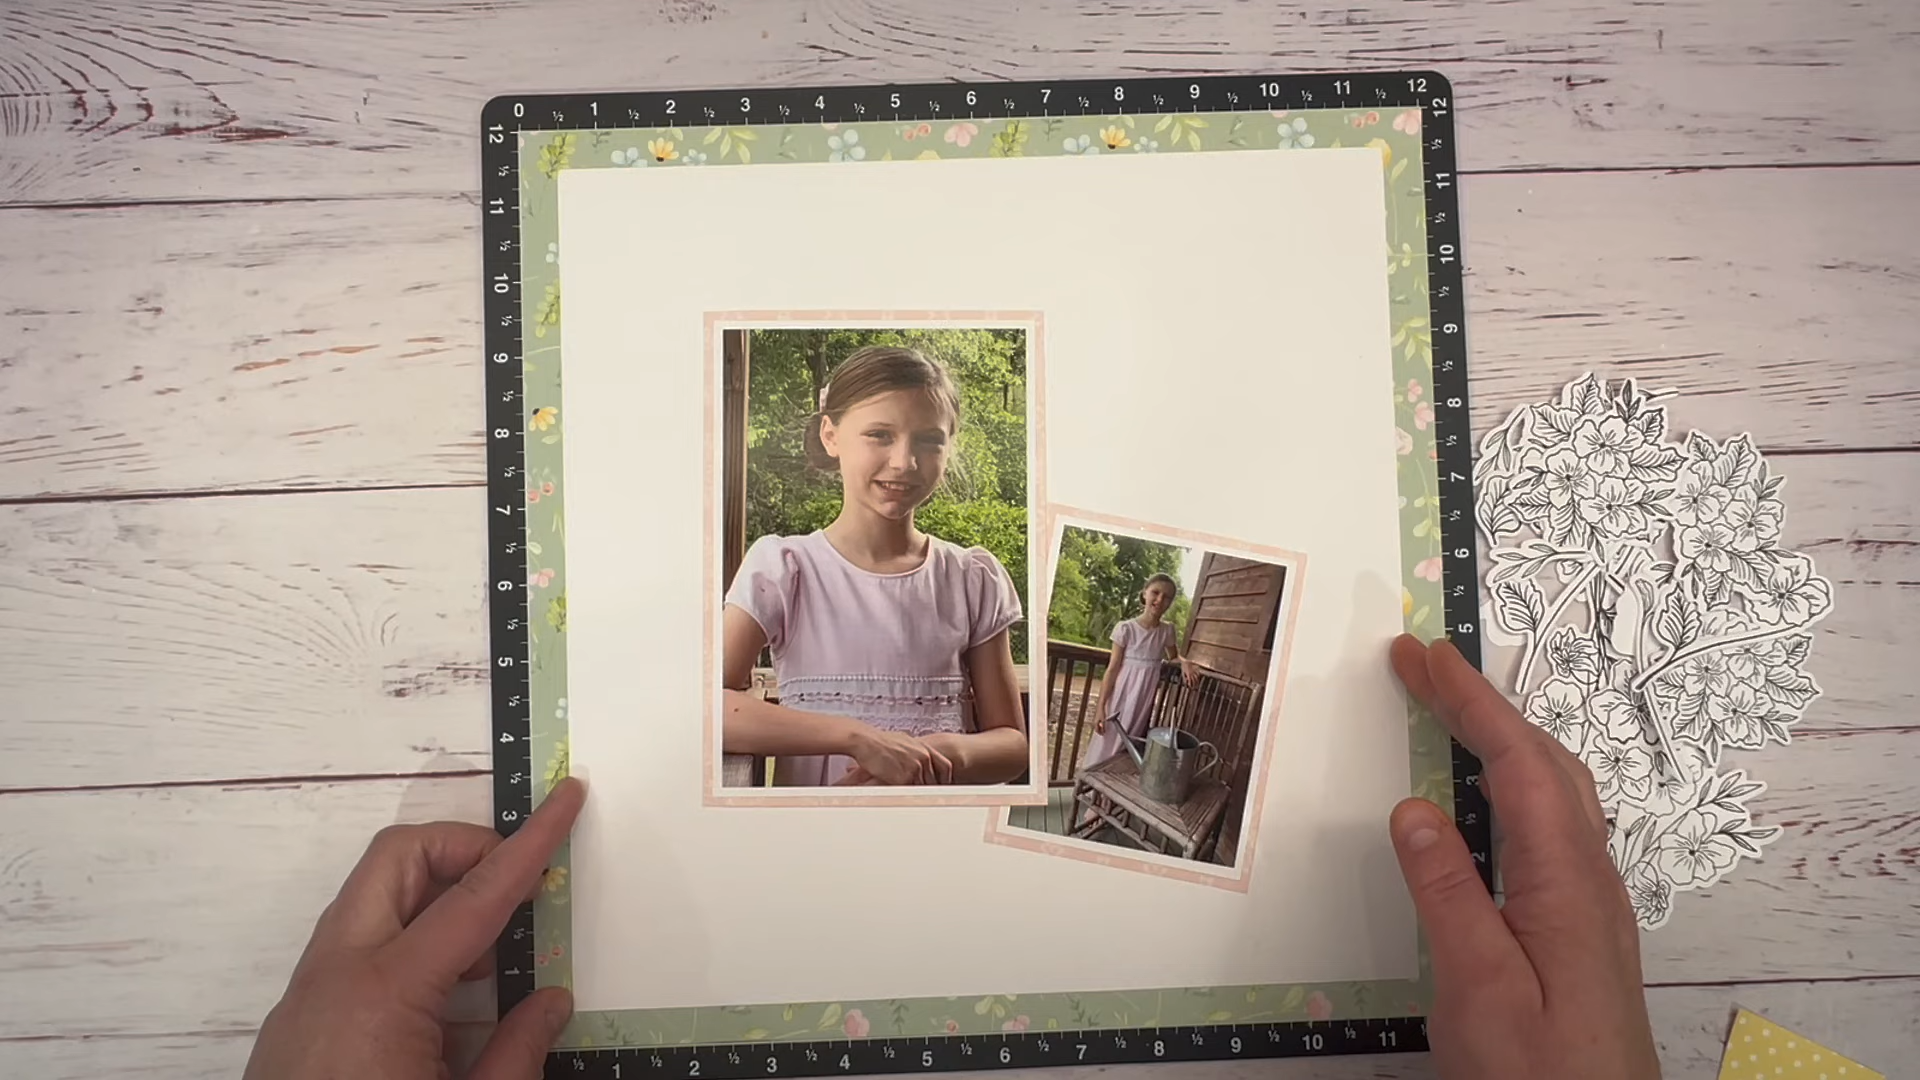 0 ½ 1 ½ 2 ½ 3 ½ 4 ½ 5 ½ 6 ½ 7 ½ 8 ½ 9 ½ 10 ½ 11 ½ 12
12 ½ 11 ½ 10 ½ 9 ½ 8 ½ 7 ½ 6 ½ 5 ½ 4 ½ 3 ½ 1
12 ½ 11 ½ 10 ½ 9 ½ 8 ½ 7 ½ 6 ½ 5 3 ½ 2
½ 1 ½ 2 ½ 3 ½ 4 ½ 5 ½ 6 ½ 7 ½ 8 ½ 9 ½ 10 ½ 11